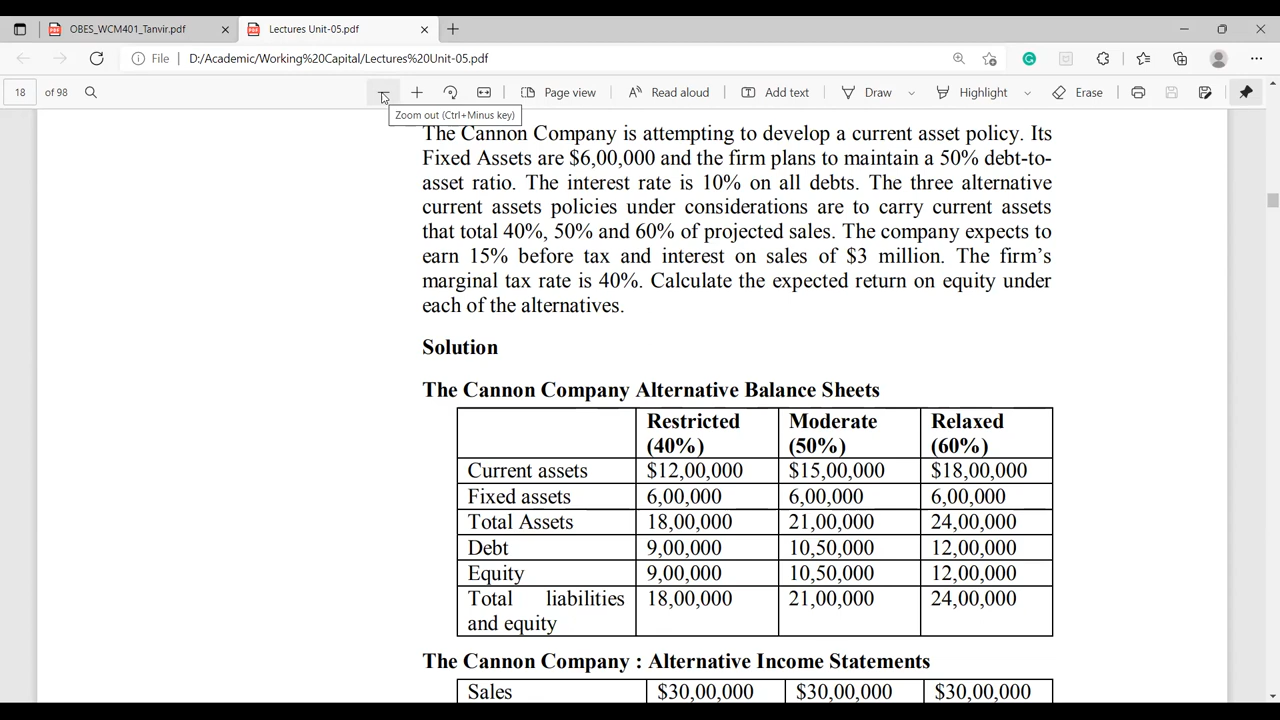 OBES_WCM401_Tanvir.pdf
Lectures Unit-05.pdf
File
D:/Academic/Working%20Capital/Lectures%20Unit-05.pdf
18 of 98
Page view
Read aloud
Add text
Draw
Highlight
Erase
Zoom out (Ctrl+Minus key)
The Cannon Company is attempting to develop a current asset policy. Its
Fixed Assets are $6,00,000 and the firm plans to maintain a 50% debt-to-
asset ratio. The interest rate is 10% on all debts. The three alternative
current assets policies under considerations are to carry current assets
that total 40%, 50% and 60% of projected sales. The company expects to
earn 15% before tax and interest on sales of $3 million. The firm's
marginal tax rate is 40%. Calculate the expected return on equity under
each of the alternatives.
Solution
The Cannon Company Alternative Balance Sheets
Restricted (40%) Moderate (50%) Relaxed (60%)
Current assets $12,00,000 $15,00,000 $18,00,000
Fixed assets 6,00,000 6,00,000 6,00,000
Total Assets 18,00,000 21,00,000 24,00,000
Debt 9,00,000 10,50,000 12,00,000
Equity 9,00,000 10,50,000 12,00,000
Total liabilities and equity 18,00,000 21,00,000 24,00,000
The Cannon Company : Alternative Income Statements
Sales $30,00,000 $30,00,000 $30,00,000